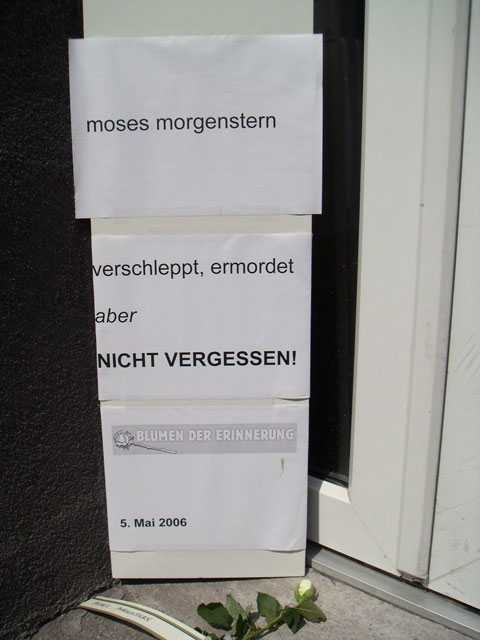 moses morgenstern
verschleppt, ermordet
aber
NICHT VERGESSEN!
BLUMEN DER ERINNERUNG
5. Mai 2006